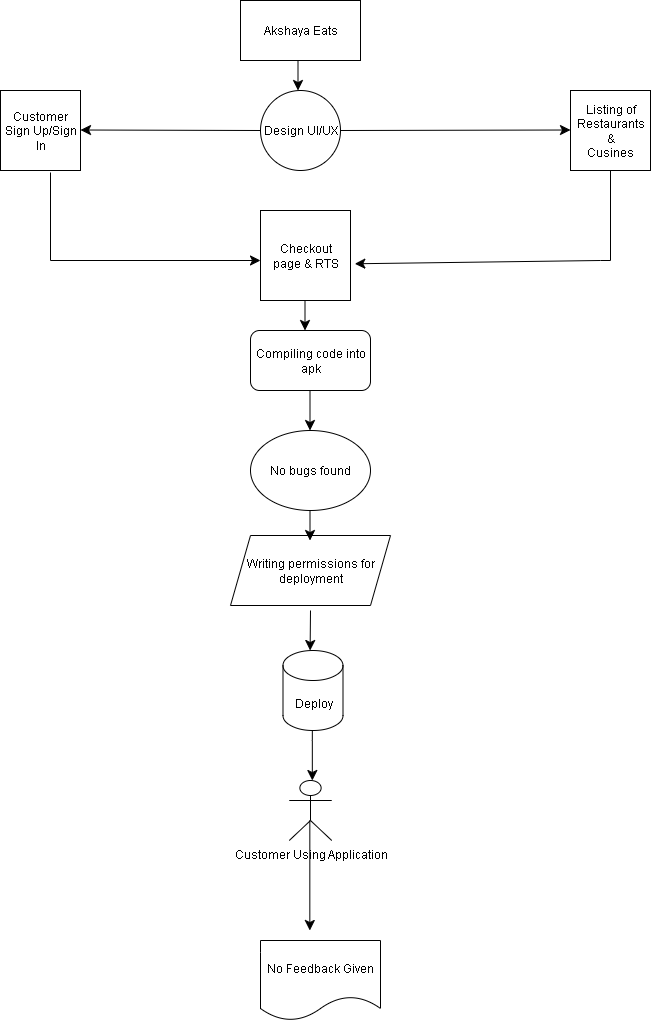 Akshaya Eats
Customer
Sign Up/Sign
In
Design UI/UX
Listing of
Restaurants
&
Cusines
Checkout
page & RTS
Compiling code into
apk
No bugs found
Writing permissions for
deployment
Deploy
Customer Using Application
No Feedback Given